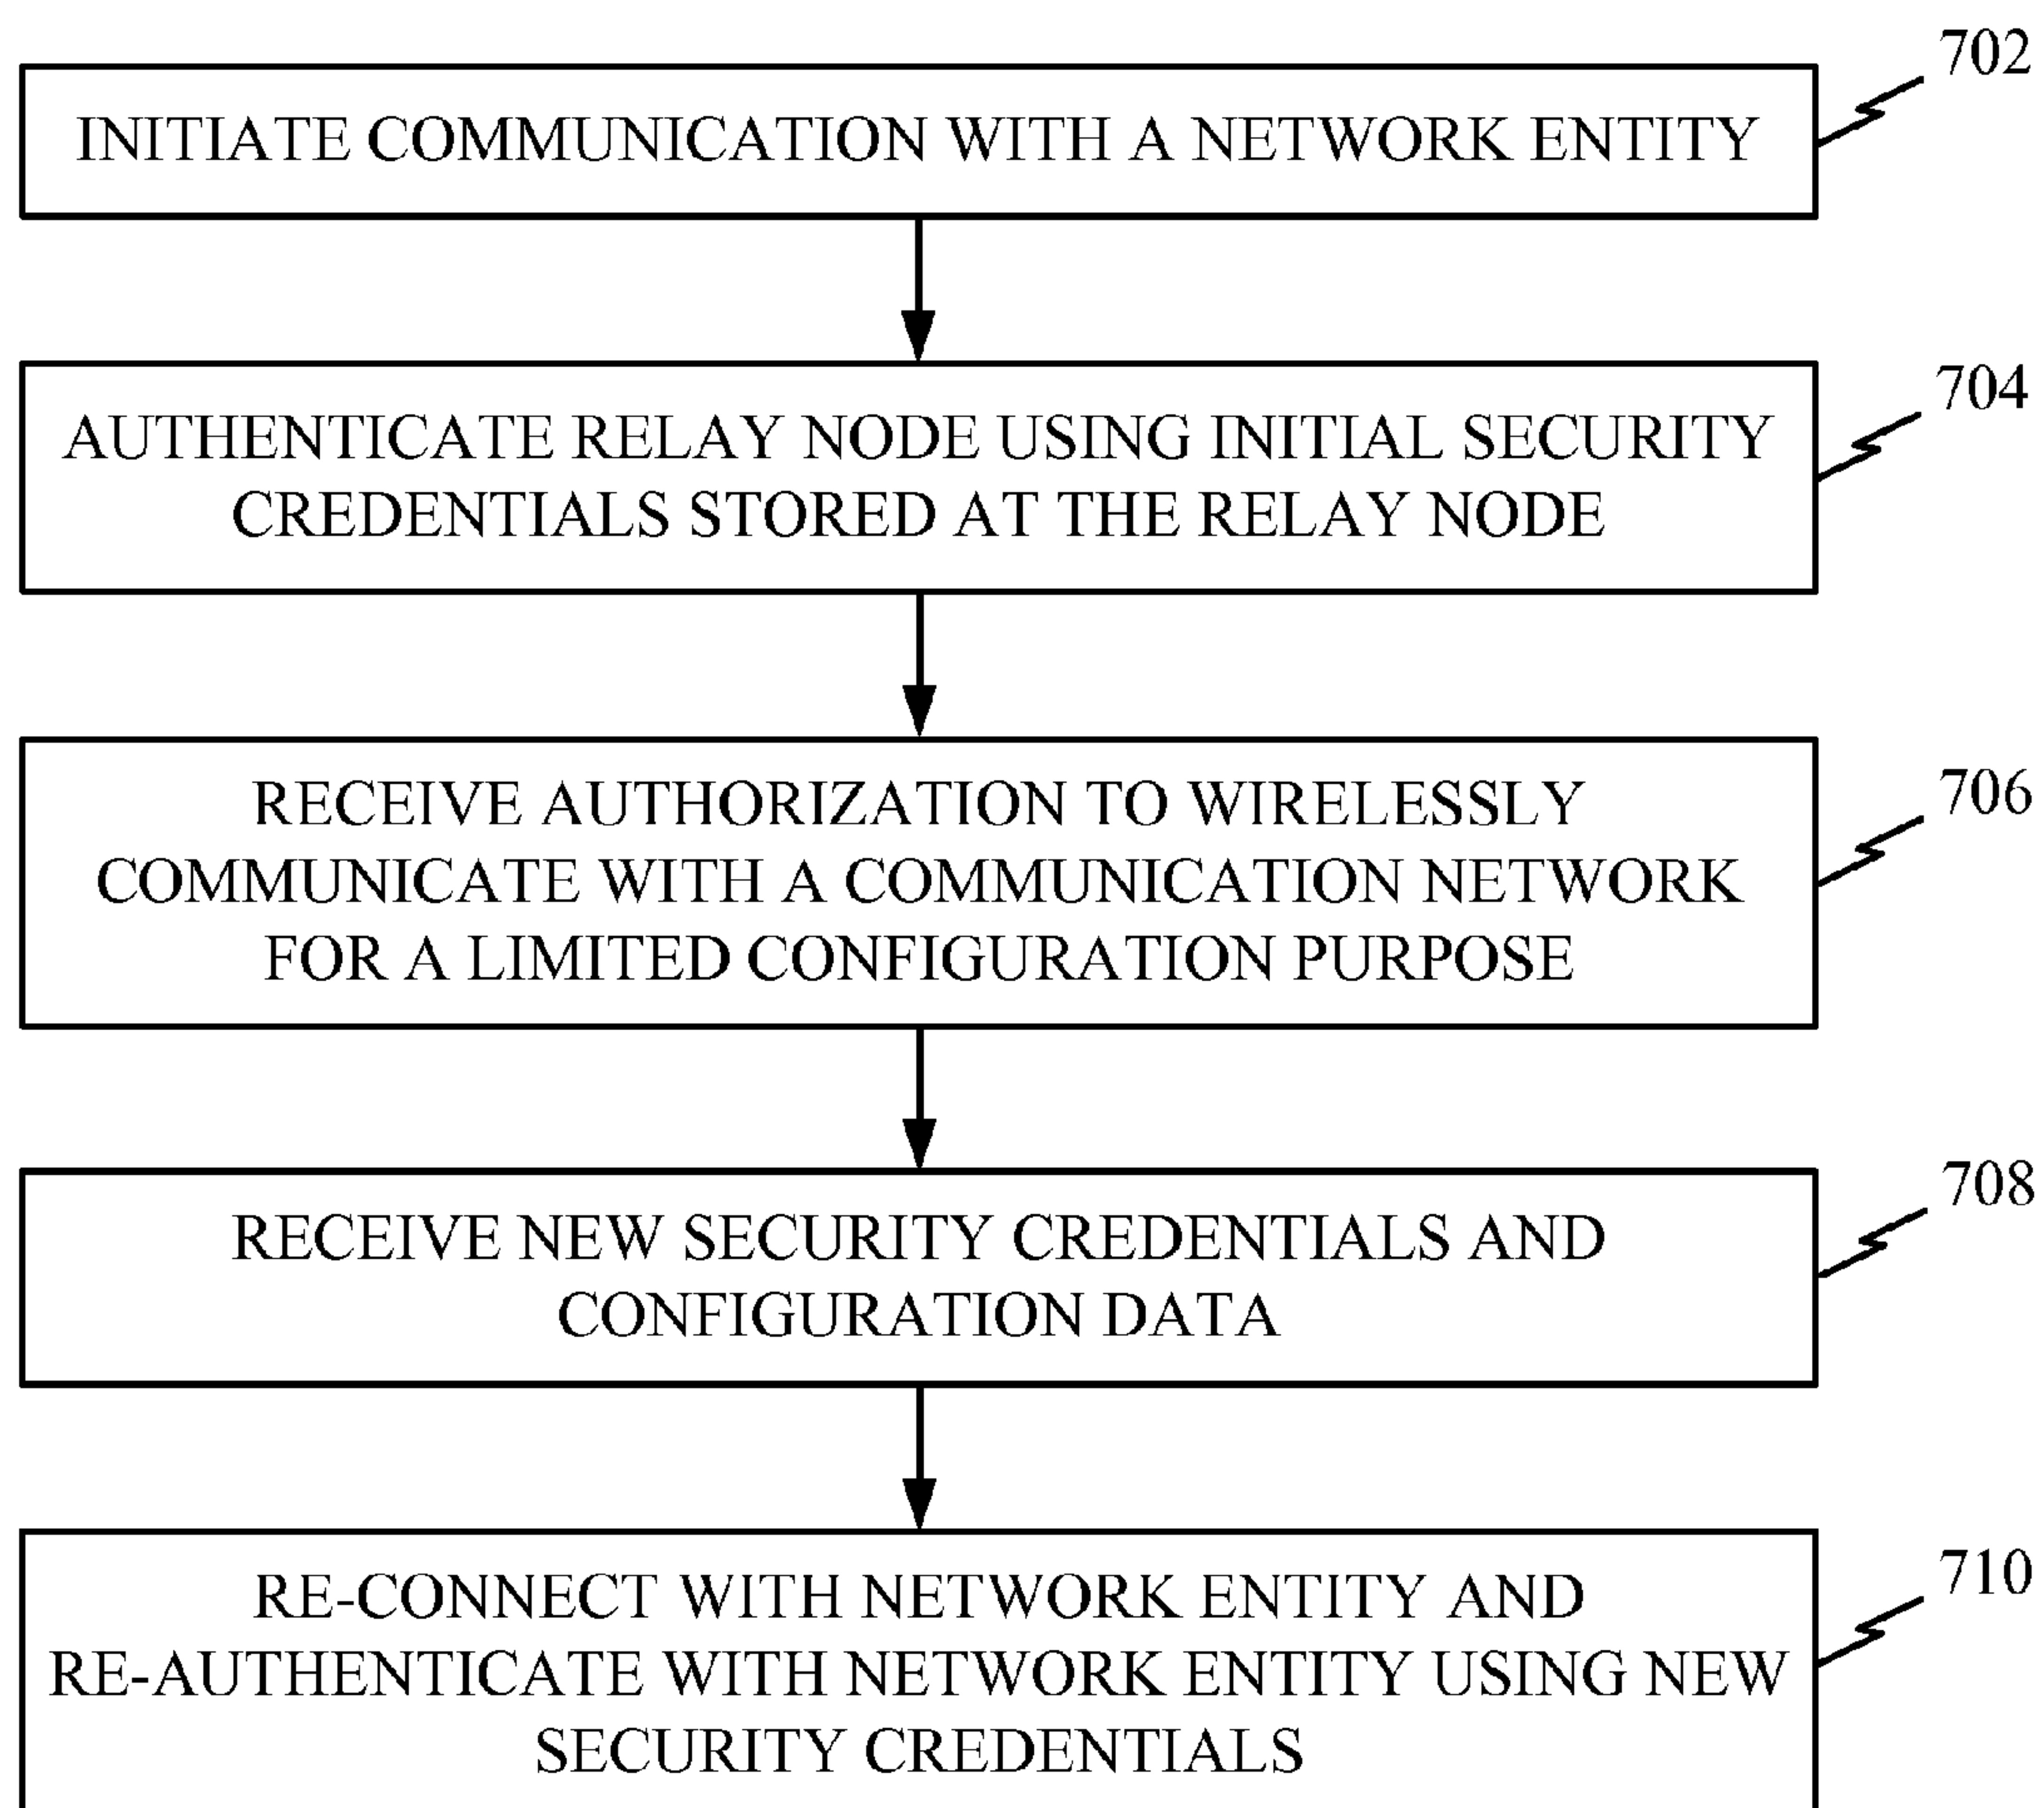 702
INITIATE COMMUNICATION WITH A NETWORK ENTITY
704
AUTHENTICATE RELAY NODE USING INITIAL SECURITY
CREDENTIALS STORED AT THE RELAY NODE
706
RECEIVE AUTHORIZATION TO WIRELESSLY
COMMUNICATE WITH A COMMUNICATION NETWORK
FOR A LIMITED CONFIGURATION PURPOSE
708
RECEIVE NEW SECURITY CREDENTIALS AND
CONFIGURATION DATA
710
RE-CONNECT WITH NETWORK ENTITY AND
RE-AUTHENTICATE WITH NETWORK ENTITY USING NEW
SECURITY CREDENTIALS